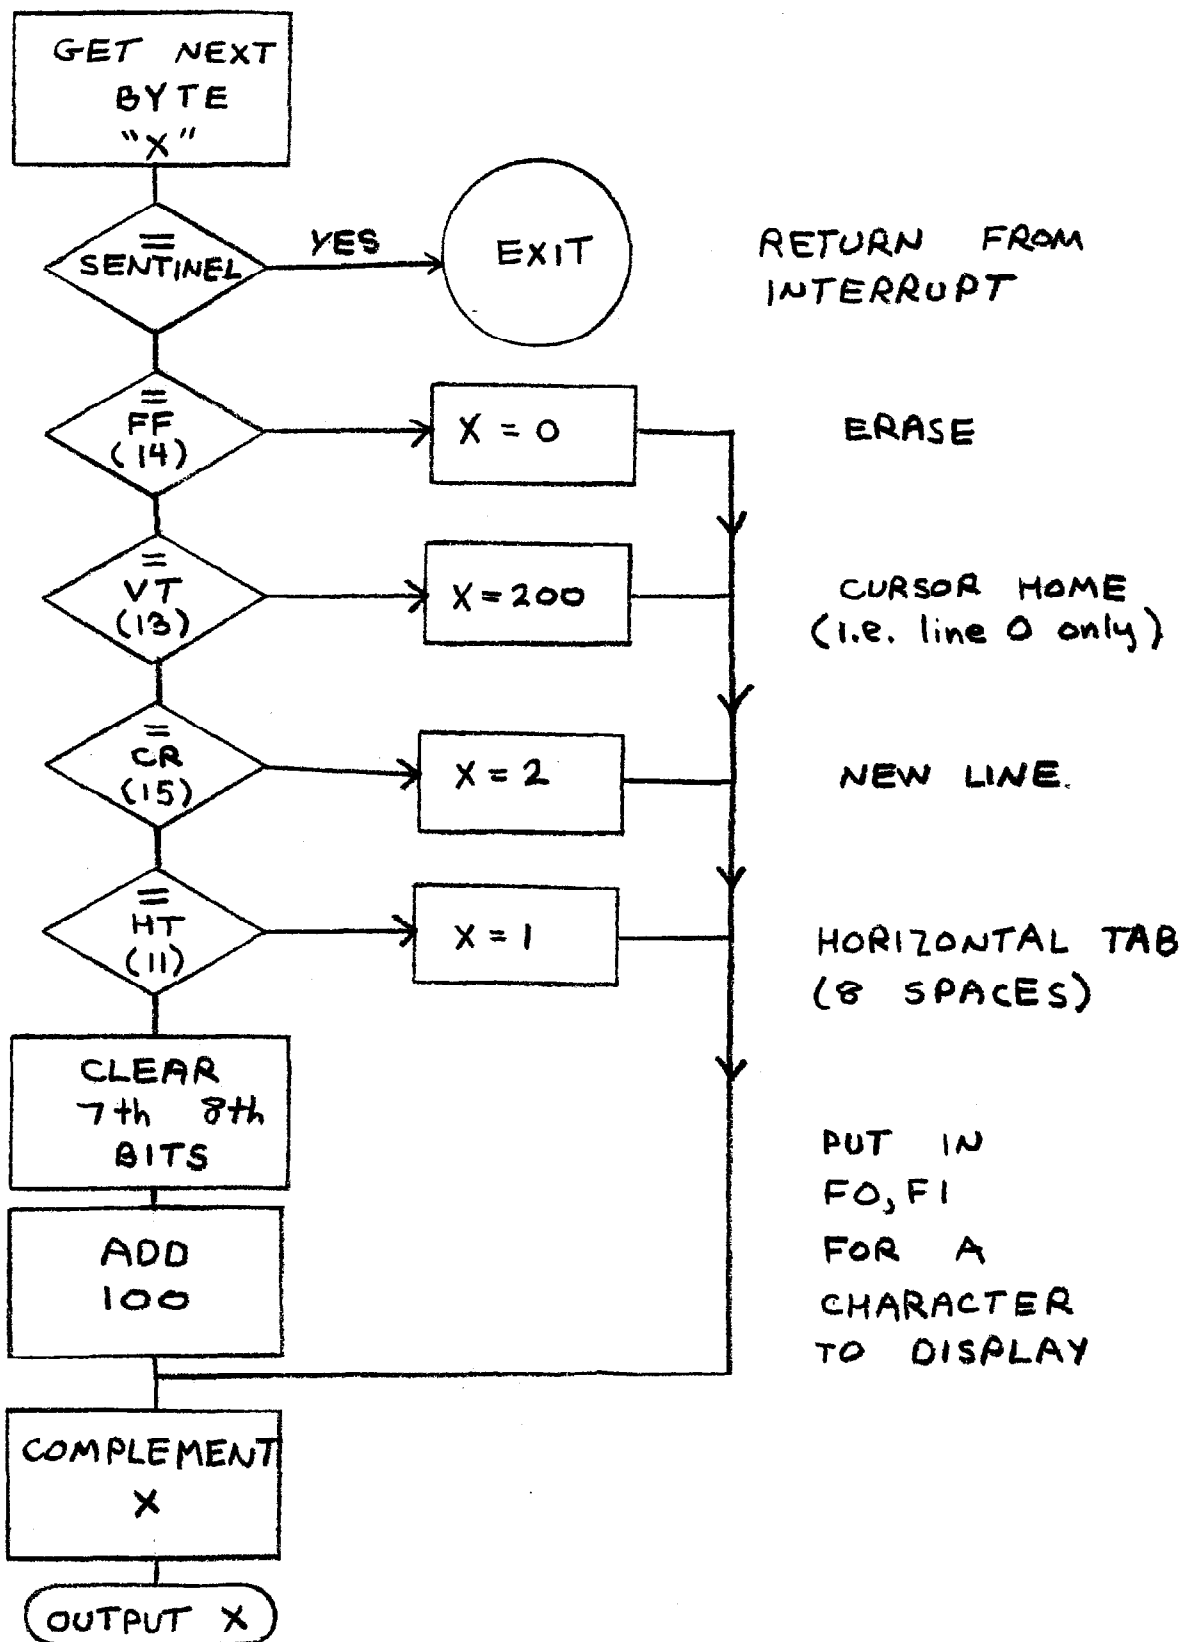 GET NEXT
BYTE
"X"
=
SENTINEL
YES
EXIT
RETURN FROM
INTERRUPT
=
FF
(14)
X = 0
ERASE
=
VT
(13)
X = 200
CURSOR HOME
(i.e. line 0 only)
=
CR
(15)
X = 2
NEW LINE.
=
HT
(11)
X = 1
HORIZONTAL TAB
(8 SPACES)
CLEAR
7th 8th
BITS
ADD
100
PUT IN
F0, F1
FOR A
CHARACTER
TO DISPLAY
COMPLEMENT
X
OUTPUT X